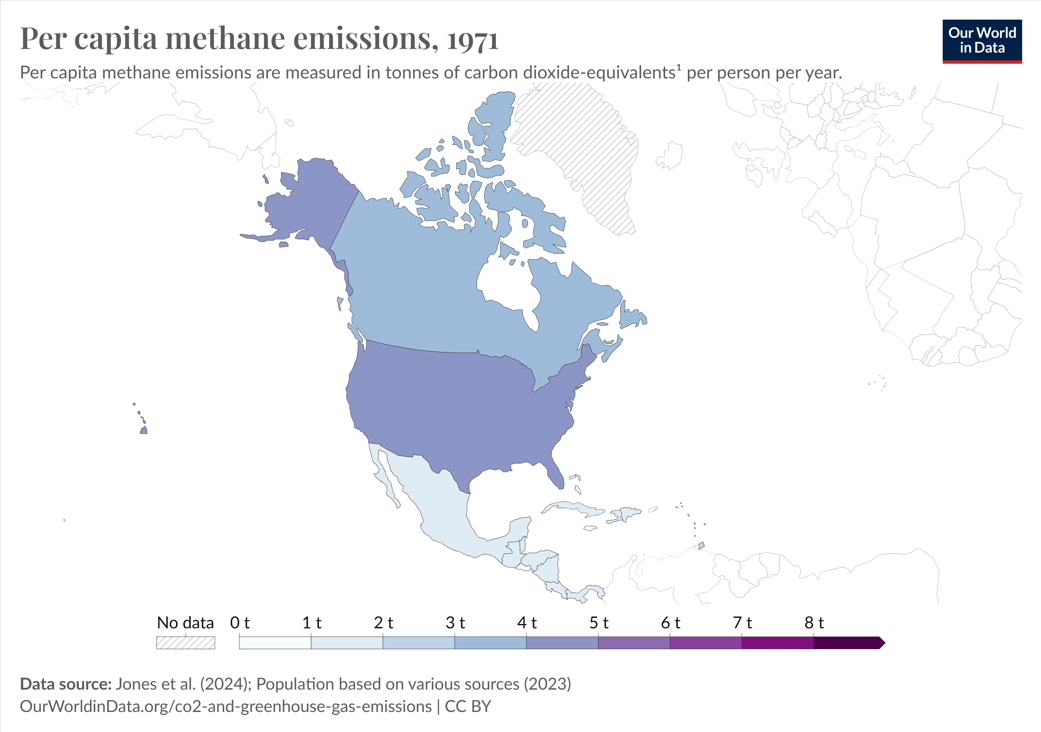 Per capita methane emissions, 1971
Our World
in Data
Per capita methane emissions are measured in tonnes of carbon dioxide-equivalents¹ per person per year.
No data
0 t
1 t
2 t
3 t
4 t
5 t
6 t
7 t
8 t
Data source: Jones et al. (2024); Population based on various sources (2023)
OurWorldinData.org/co2-and-greenhouse-gas-emissions | CC BY